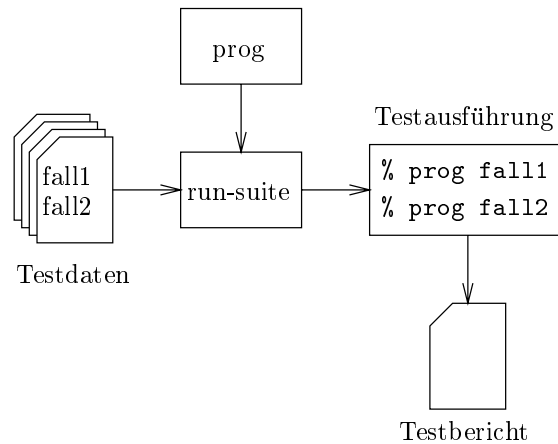 prog
Testausführung
fall1
fall2
run-suite
% prog fall1
% prog fall2
Testdaten
Testbericht